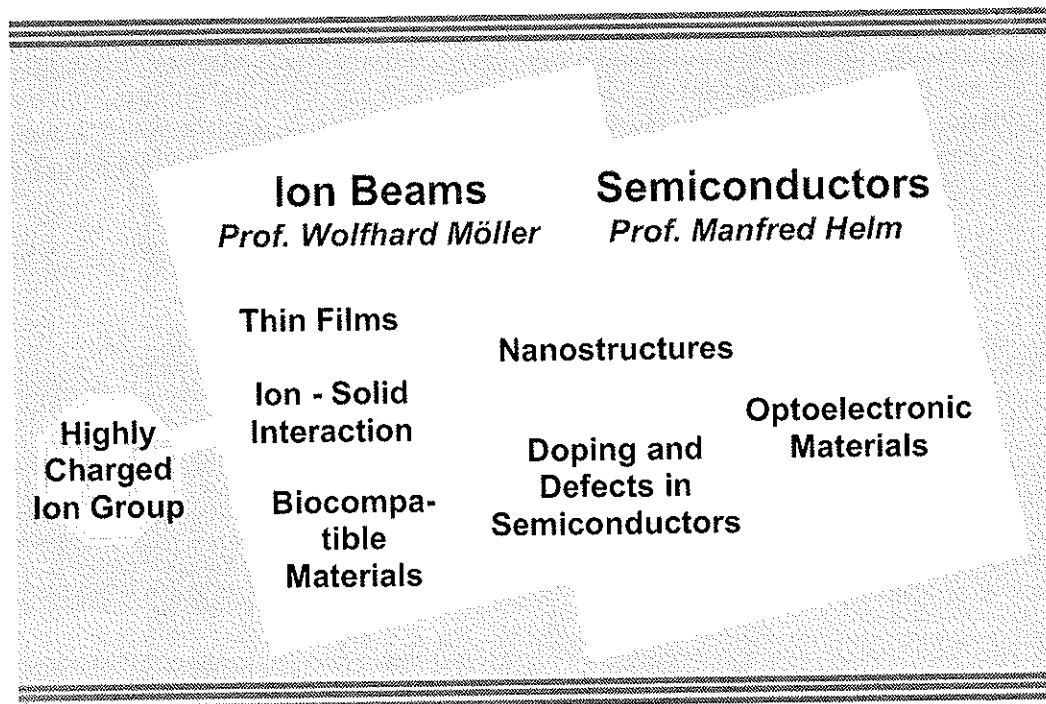 Ion Beams
Prof. Wolfhard Möller
Semiconductors
Prof. Manfred Helm
Thin Films
Ion - Solid
Interaction
Biocompa-
tible
Materials
Nanostructures
Doping and
Defects in
Semiconductors
Optoelectronic
Materials
Highly
Charged
Ion Group